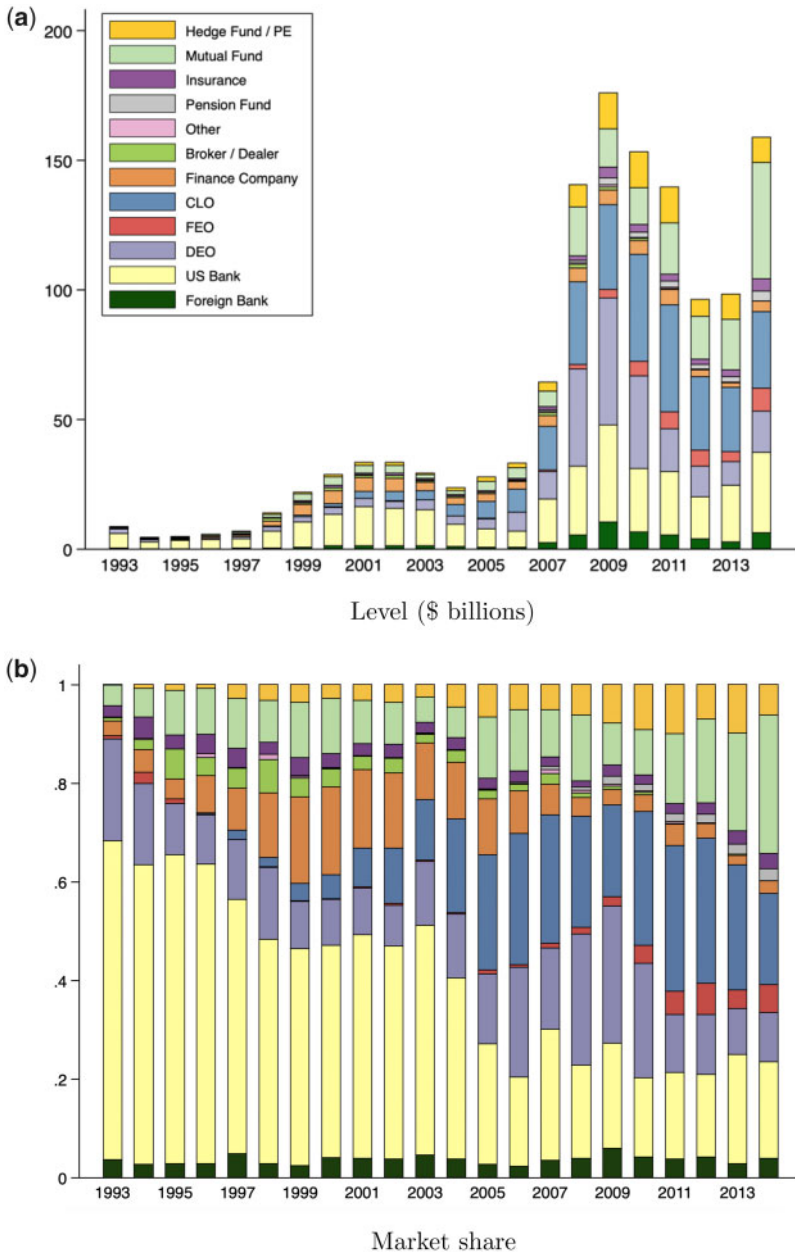 (a)
200
150
100
50
0
Hedge Fund / PE
Mutual Fund
Insurance
Pension Fund
Other
Broker / Dealer
Finance Company
CLO
FEO
DEO
US Bank
Foreign Bank
1993 1995 1997 1999 2001 2003 2005 2007 2009 2011 2013
Level ($ billions)
(b)
1
.8
.6
.4
.2
0
1993 1995 1997 1999 2001 2003 2005 2007 2009 2011 2013
Market share